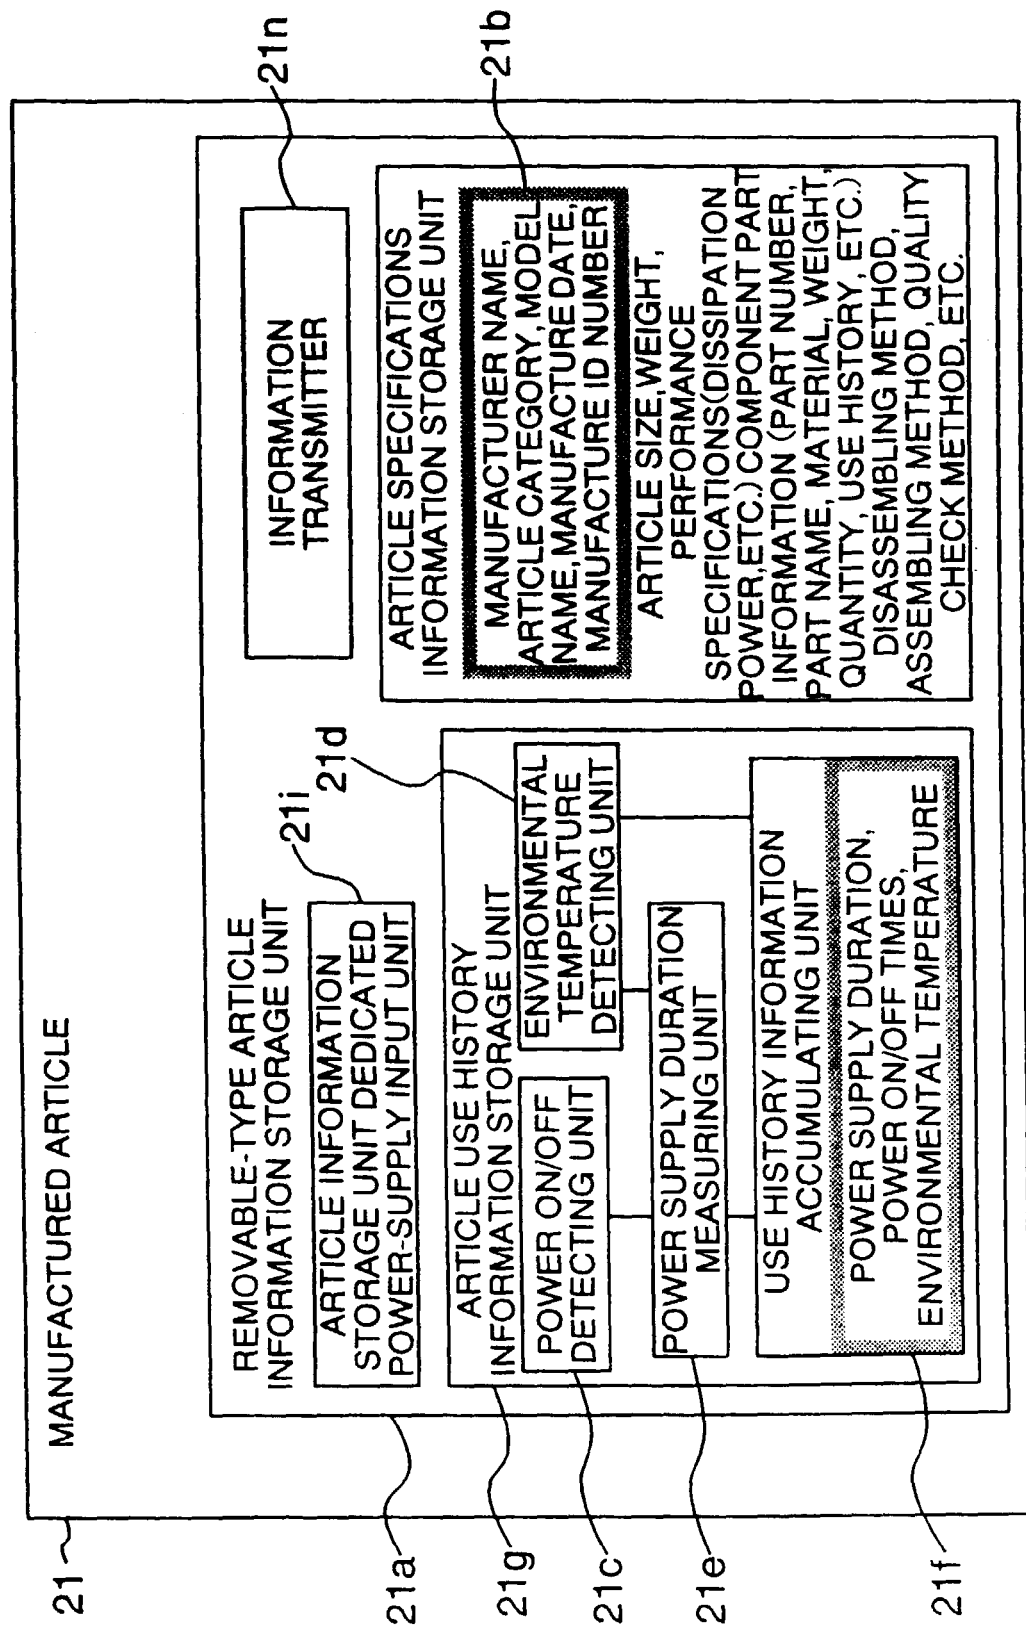 21
MANUFACTURED ARTICLE
21a
REMOVABLE-TYPE ARTICLE
INFORMATION STORAGE UNIT
21i
ARTICLE INFORMATION
STORAGE UNIT DEDICATED
POWER-SUPPLY INPUT UNIT
21n
INFORMATION
TRANSMITTER
21g
ARTICLE USE HISTORY
INFORMATION STORAGE UNIT
21c
POWER ON/OFF
DETECTING UNIT
21d
ENVIRONMENTAL
TEMPERATURE
DETECTING UNIT
21e
POWER SUPPLY DURATION
MEASURING UNIT
USE HISTORY INFORMATION
ACCUMULATING UNIT
21f
POWER SUPPLY DURATION,
POWER ON/OFF TIMES,
ENVIRONMENTAL TEMPERATURE
ARTICLE SPECIFICATIONS
INFORMATION STORAGE UNIT
21b
MANUFACTURER NAME,
ARTICLE CATEGORY, MODEL
NAME,MANUFACTURE DATE,
MANUFACTURE ID NUMBER
ARTICLE SIZE,WEIGHT,
PERFORMANCE
SPECIFICATIONS(DISSIPATION
POWER,ETC.) COMPONENT PART
INFORMATION (PART NUMBER,
PART NAME, MATERIAL, WEIGHT,
QUANTITY, USE HISTORY, ETC.)
DISASSEMBLING METHOD,
ASSEMBLING METHOD, QUALITY
CHECK METHOD, ETC.